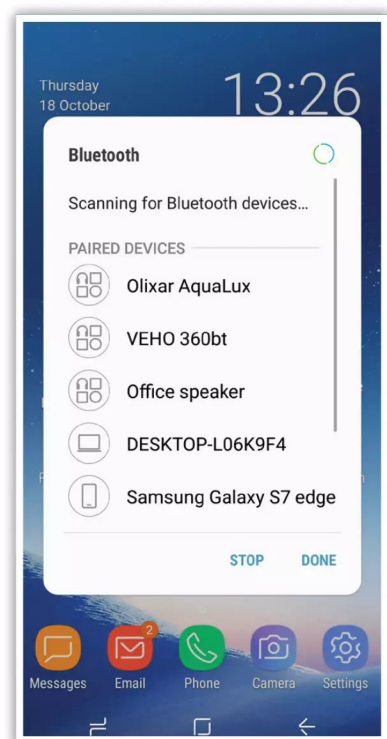 Thursday
18 October
13:26
Bluetooth
Scanning for Bluetooth devices...
PAIRED DEVICES
Olixar AquaLux
VEHO 360bt
Office speaker
DESKTOP-L06K9F4
Samsung Galaxy S7 edge
STOP DONE
2
Messages Email Phone Camera Settings